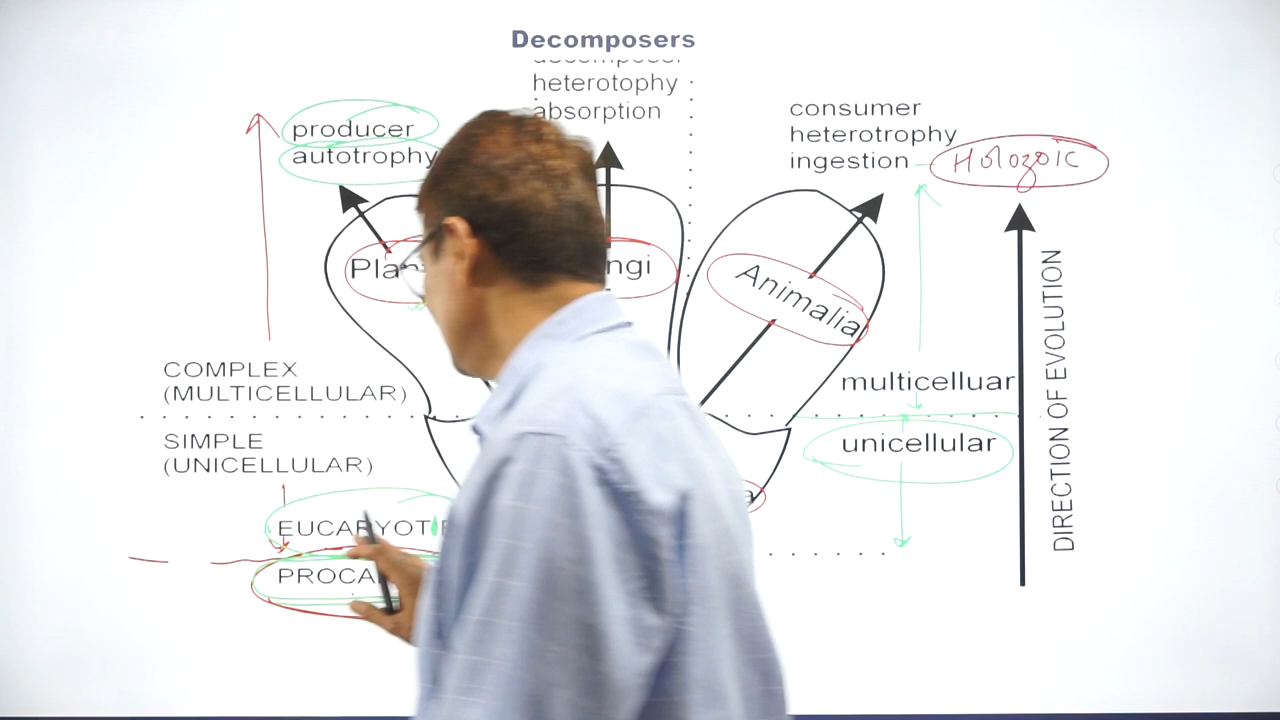 Decomposers
heterotophy
absorption
producer
autotrophy
consumer
heterotrophy
ingestion
Holozoic
Animalia
COMPLEX
(MULTICELLULAR)
SIMPLE
(UNICELLULAR)
multicelluar
unicellular
DIRECTION OF EVOLUTION